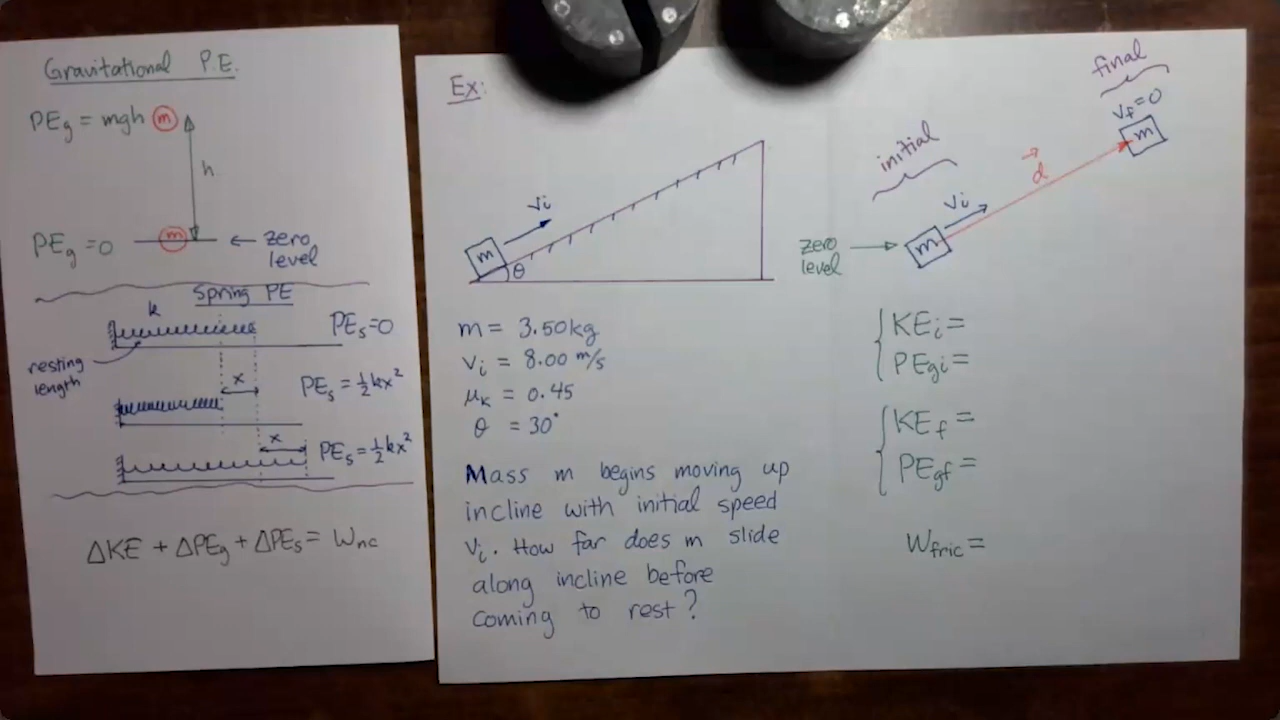 Gravitational P.E.
PEg = mgh m
h
PEg = 0 m ← zero level
Spring PE
k
PEs = 0
resting length
x
PEs = ½kx²
x
PEs = ½kx²
ΔKE + ΔPEg + ΔPEs = Wnc
Ex:
vi
m
θ
m = 3.50 kg
vi = 8.00 m/s
μk = 0.45
θ = 30°
Mass m begins moving up
incline with initial speed
vi. How far does m slide
along incline before
coming to rest?
final
vf = 0
m
initial
d
vi
zero level → m
KEi =
PEgi =
KEf =
PEgf =
Wfric =